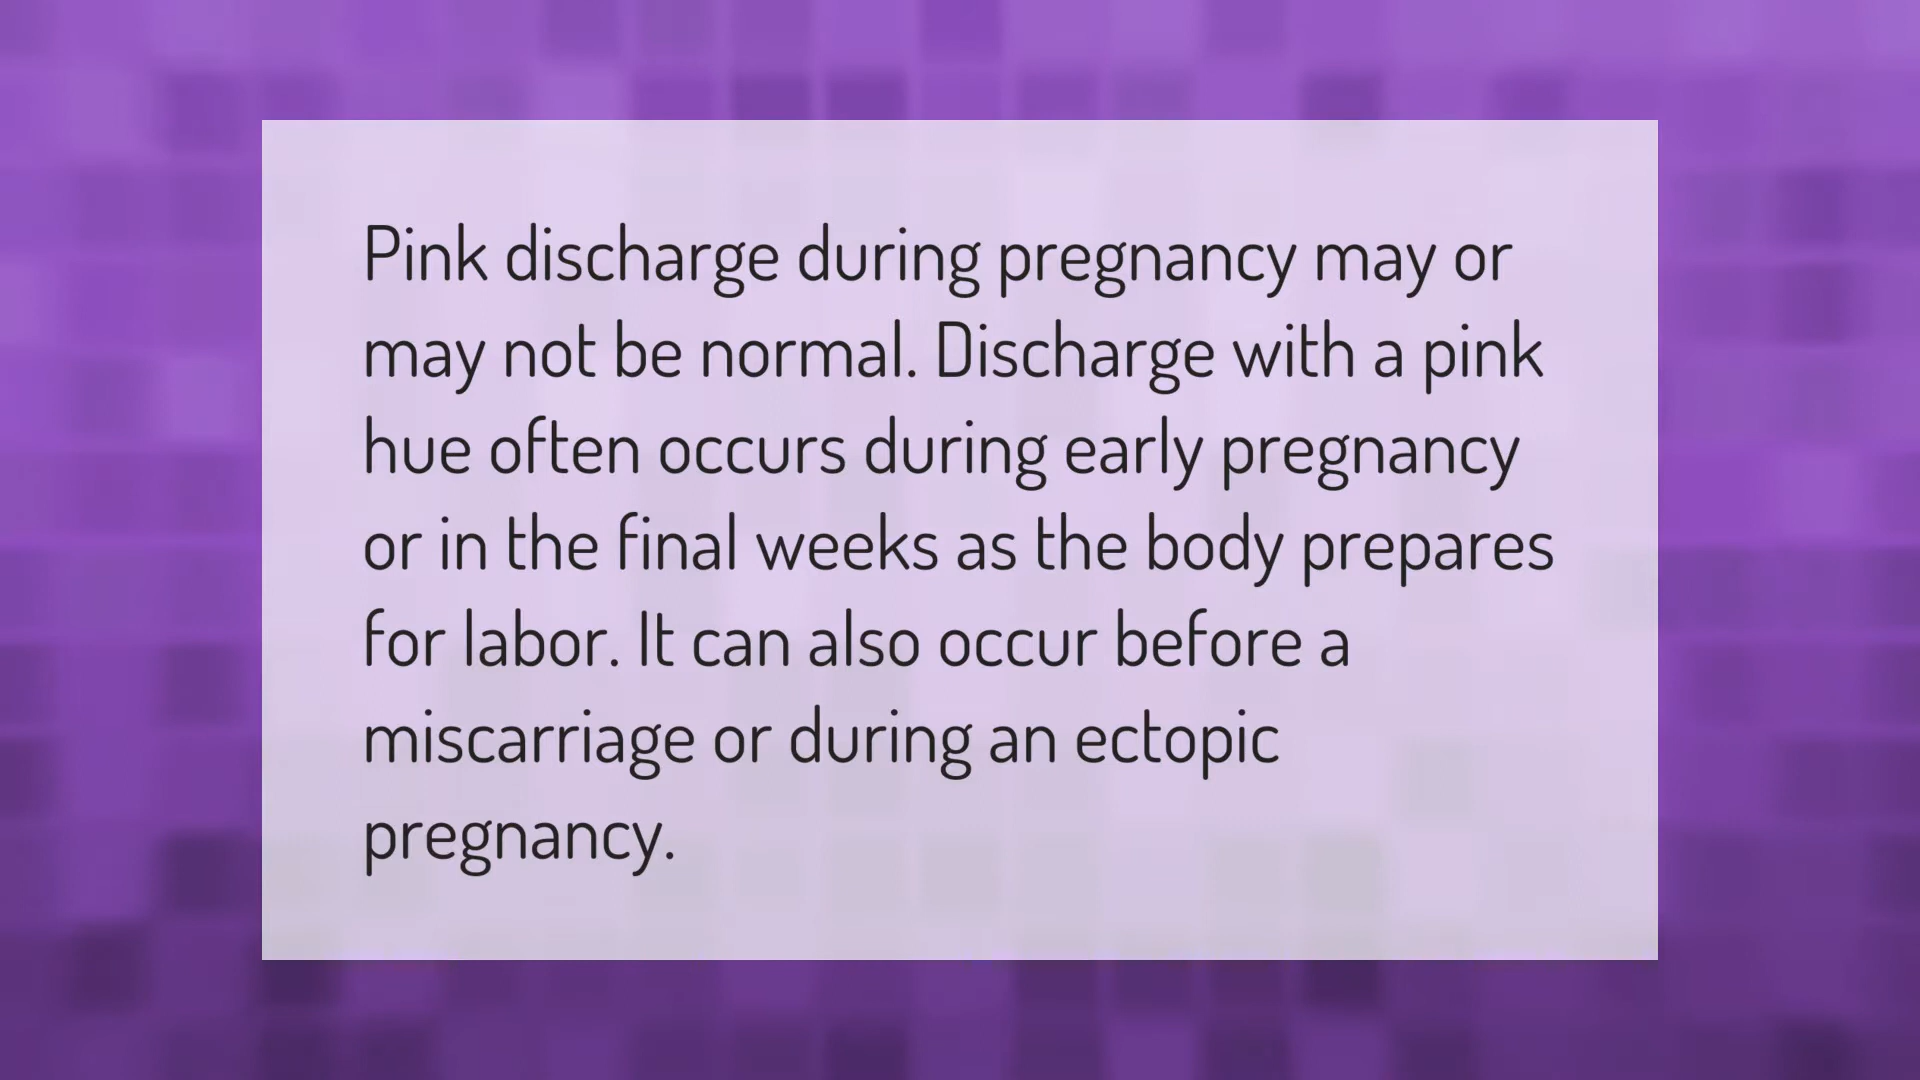 Pink discharge during pregnancy may or
may not be normal. Discharge with a pink
hue often occurs during early pregnancy
or in the final weeks as the body prepares
for labor. It can also occur before a
miscarriage or during an ectopic
pregnancy.